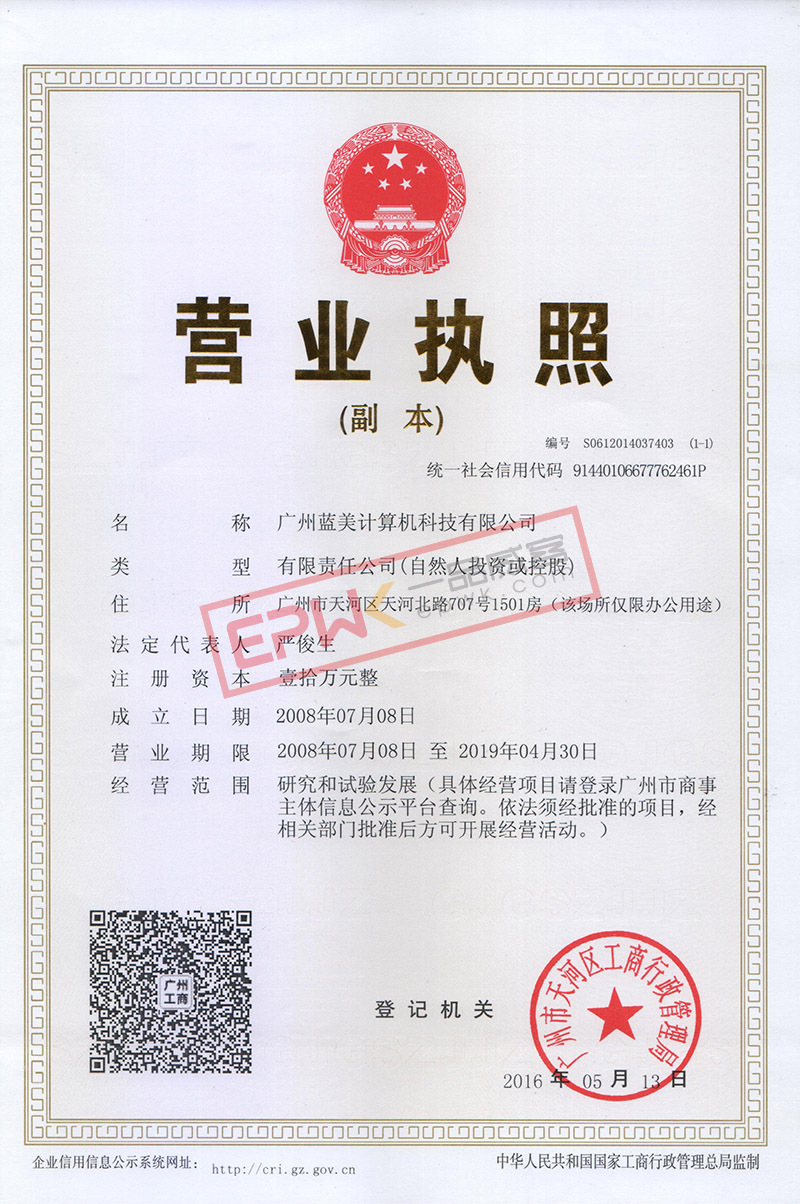 营业执照
(副 本)
编号 S0612014037403 (1-1)
统一社会信用代码 91440106677762461P
名 称 广州蓝美计算机科技有限公司
类 型 有限责任公司(自然人投资或控股)
住 所 广州市天河区天河北路707号1501房（该场所仅限办公用途）
法定代表人 严俊生
注册资本 壹拾万元整
成立日期 2008年07月08日
营业期限 2008年07月08日 至 2019年04月30日
经营范围 研究和试验发展（具体经营项目请登录广州市商事
主体信息公示平台查询。依法须经批准的项目，经
相关部门批准后方可开展经营活动。）
EPWK 一品威客
epwk.com
广州
工商
登记机关
广州市天河区工商行政管理局
2016 年 05 月 13 日
企业信用信息公示系统网址： http://cri.gz.gov.cn
中华人民共和国国家工商行政管理总局监制